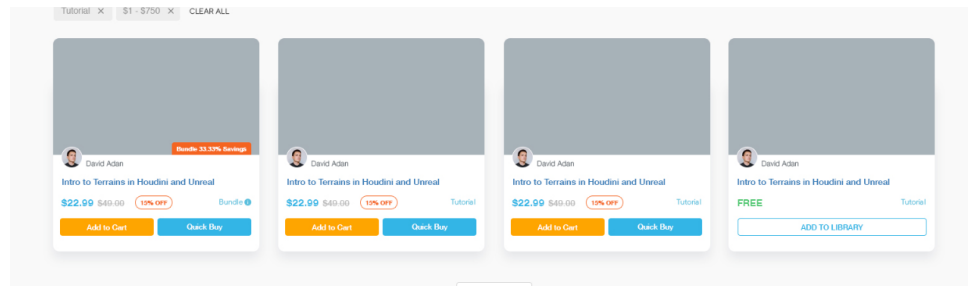 Tutorial × $1 - $750 × CLEAR ALL
Bundle 33.33% Savings
David Adan
Intro to Terrains in Houdini and Unreal
$22.99 $49.00 15% OFF Bundle
Add to Cart Quick Buy
David Adan
Intro to Terrains in Houdini and Unreal
$22.99 $49.00 15% OFF Tutorial
Add to Cart Quick Buy
David Adan
Intro to Terrains in Houdini and Unreal
$22.99 $49.00 15% OFF Tutorial
Add to Cart Quick Buy
David Adan
Intro to Terrains in Houdini and Unreal
FREE Tutorial
ADD TO LIBRARY